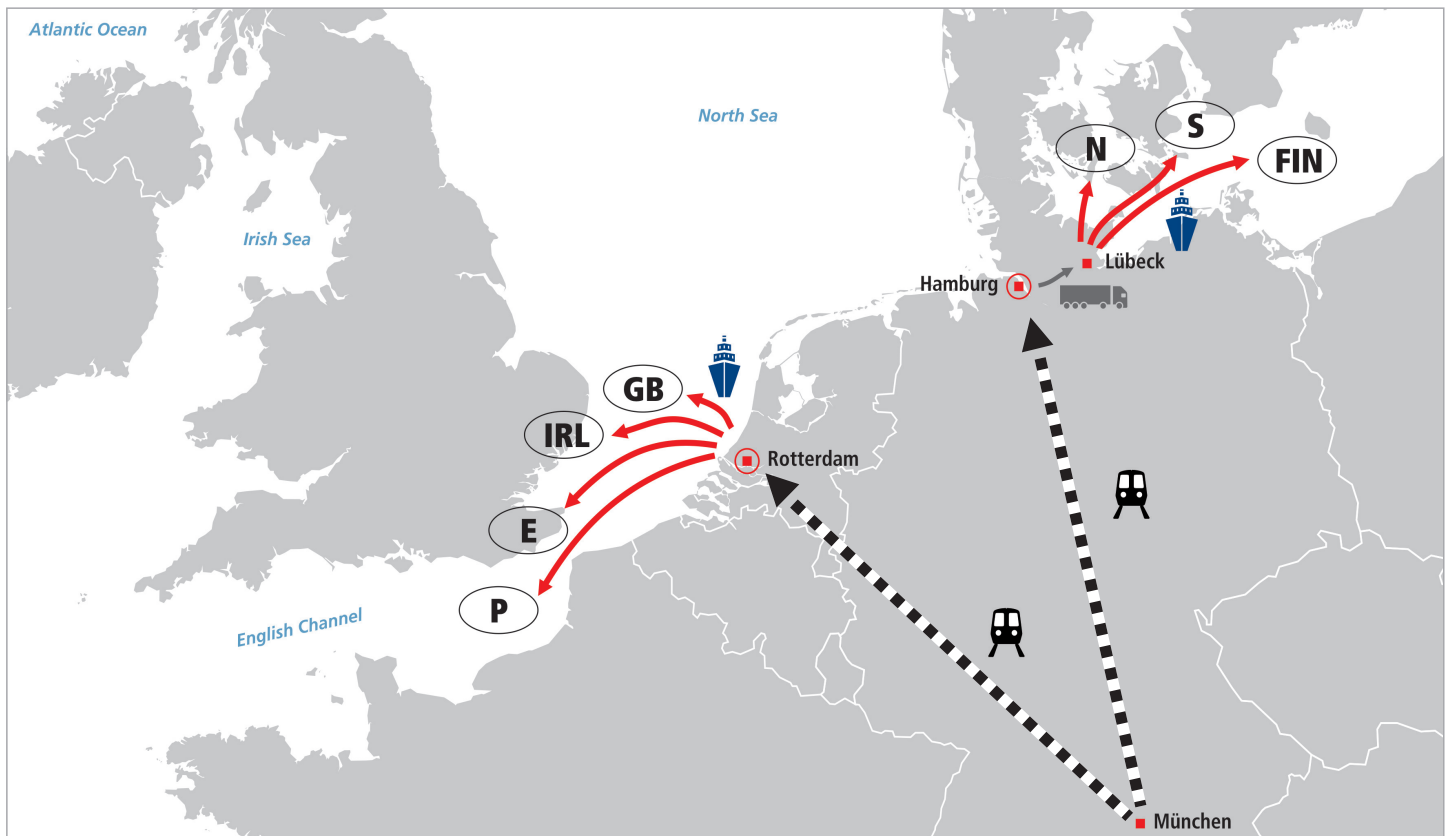 Atlantic Ocean
North Sea
N
S
FIN
Irish Sea
Lübeck
Hamburg
GB
IRL
Rotterdam
E
P
English Channel
München